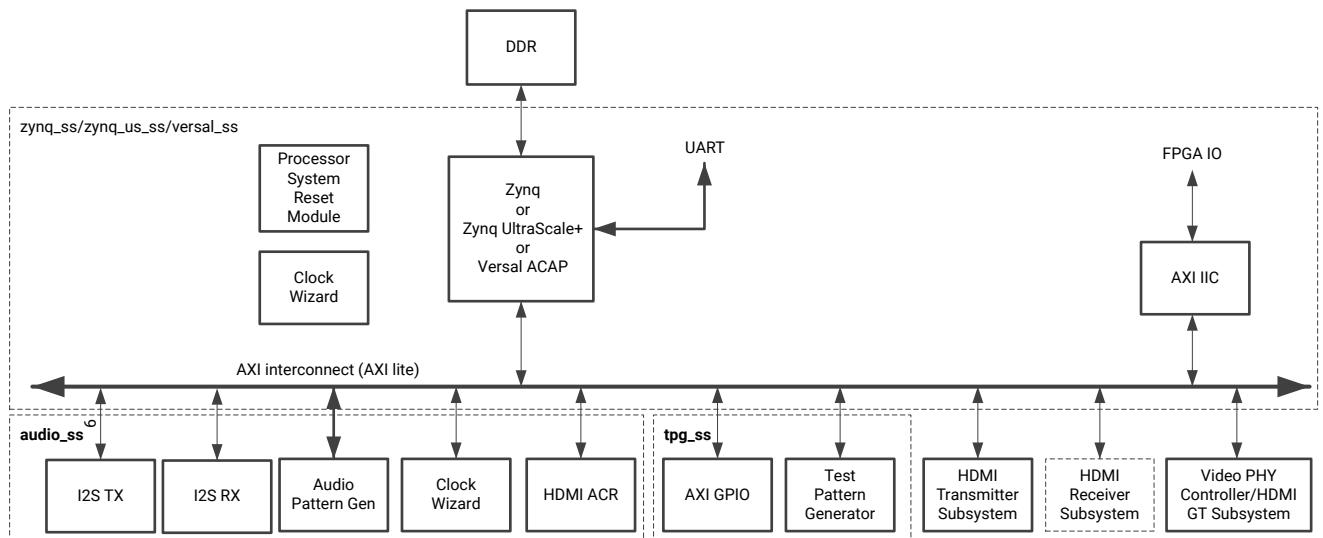 DDR
zynq_ss/zynq_us_ss/versal_ss
Processor
System
Reset
Module
Zynq
or
Zynq UltraScale+
or
Versal ACAP
UART
FPGA IO
Clock
Wizard
AXI IIC
AXI interconnect (AXI lite)
audio_ss
6
tpg_ss
I2S TX
I2S RX
Audio
Pattern Gen
Clock
Wizard
HDMI ACR
AXI GPIO
Test
Pattern
Generator
HDMI
Transmitter
Subsystem
HDMI
Receiver
Subsystem
Video PHY
Controller/HDMI
GT Subsystem